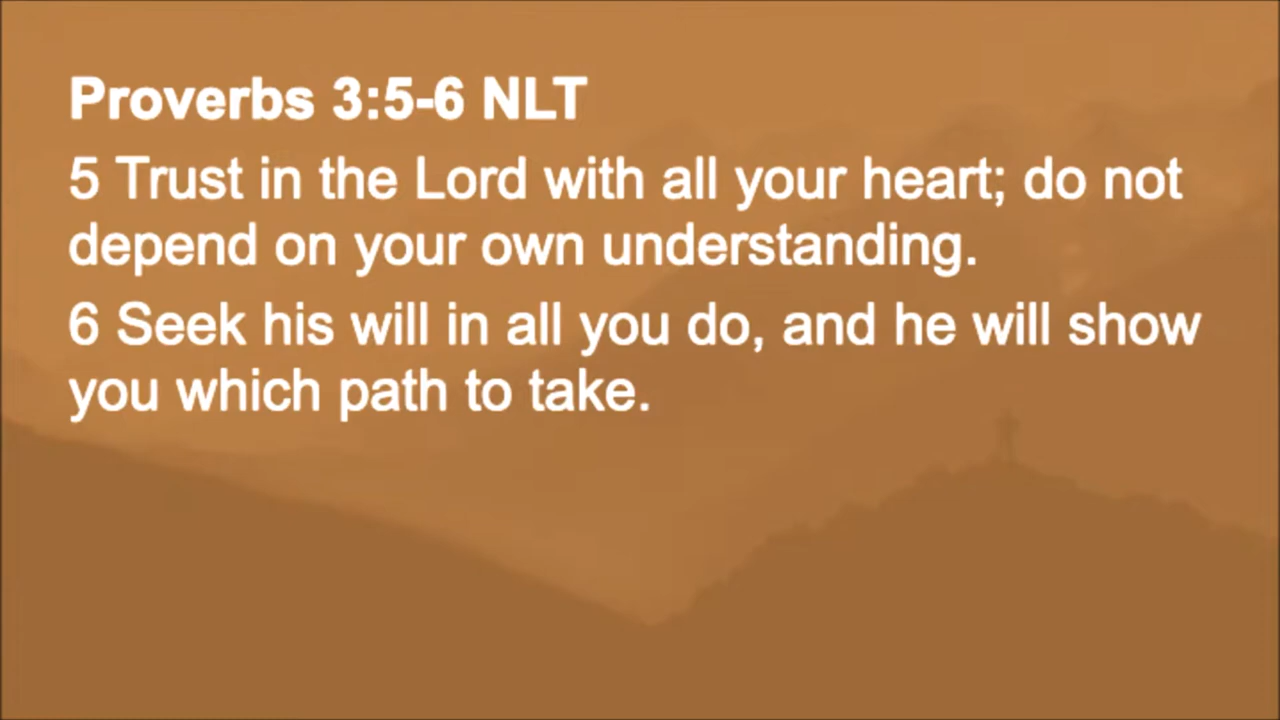 Proverbs 3:5-6 NLT
5 Trust in the Lord with all your heart; do not
depend on your own understanding.
6 Seek his will in all you do, and he will show
you which path to take.